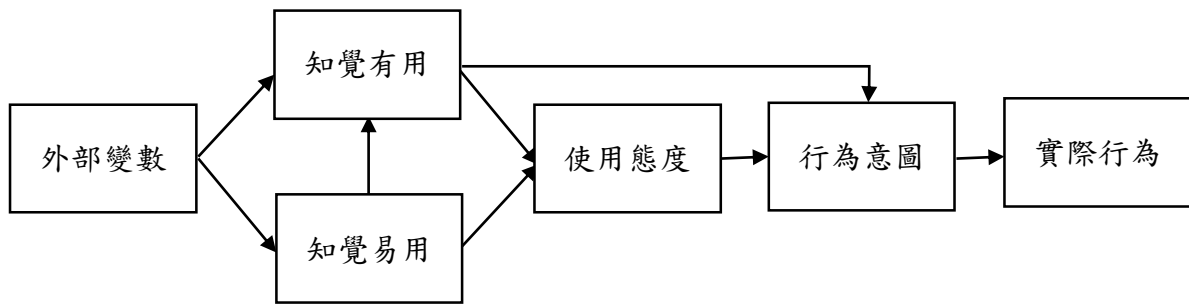 知覺有用
外部變數
使用態度
行為意圖
實際行為
知覺易用